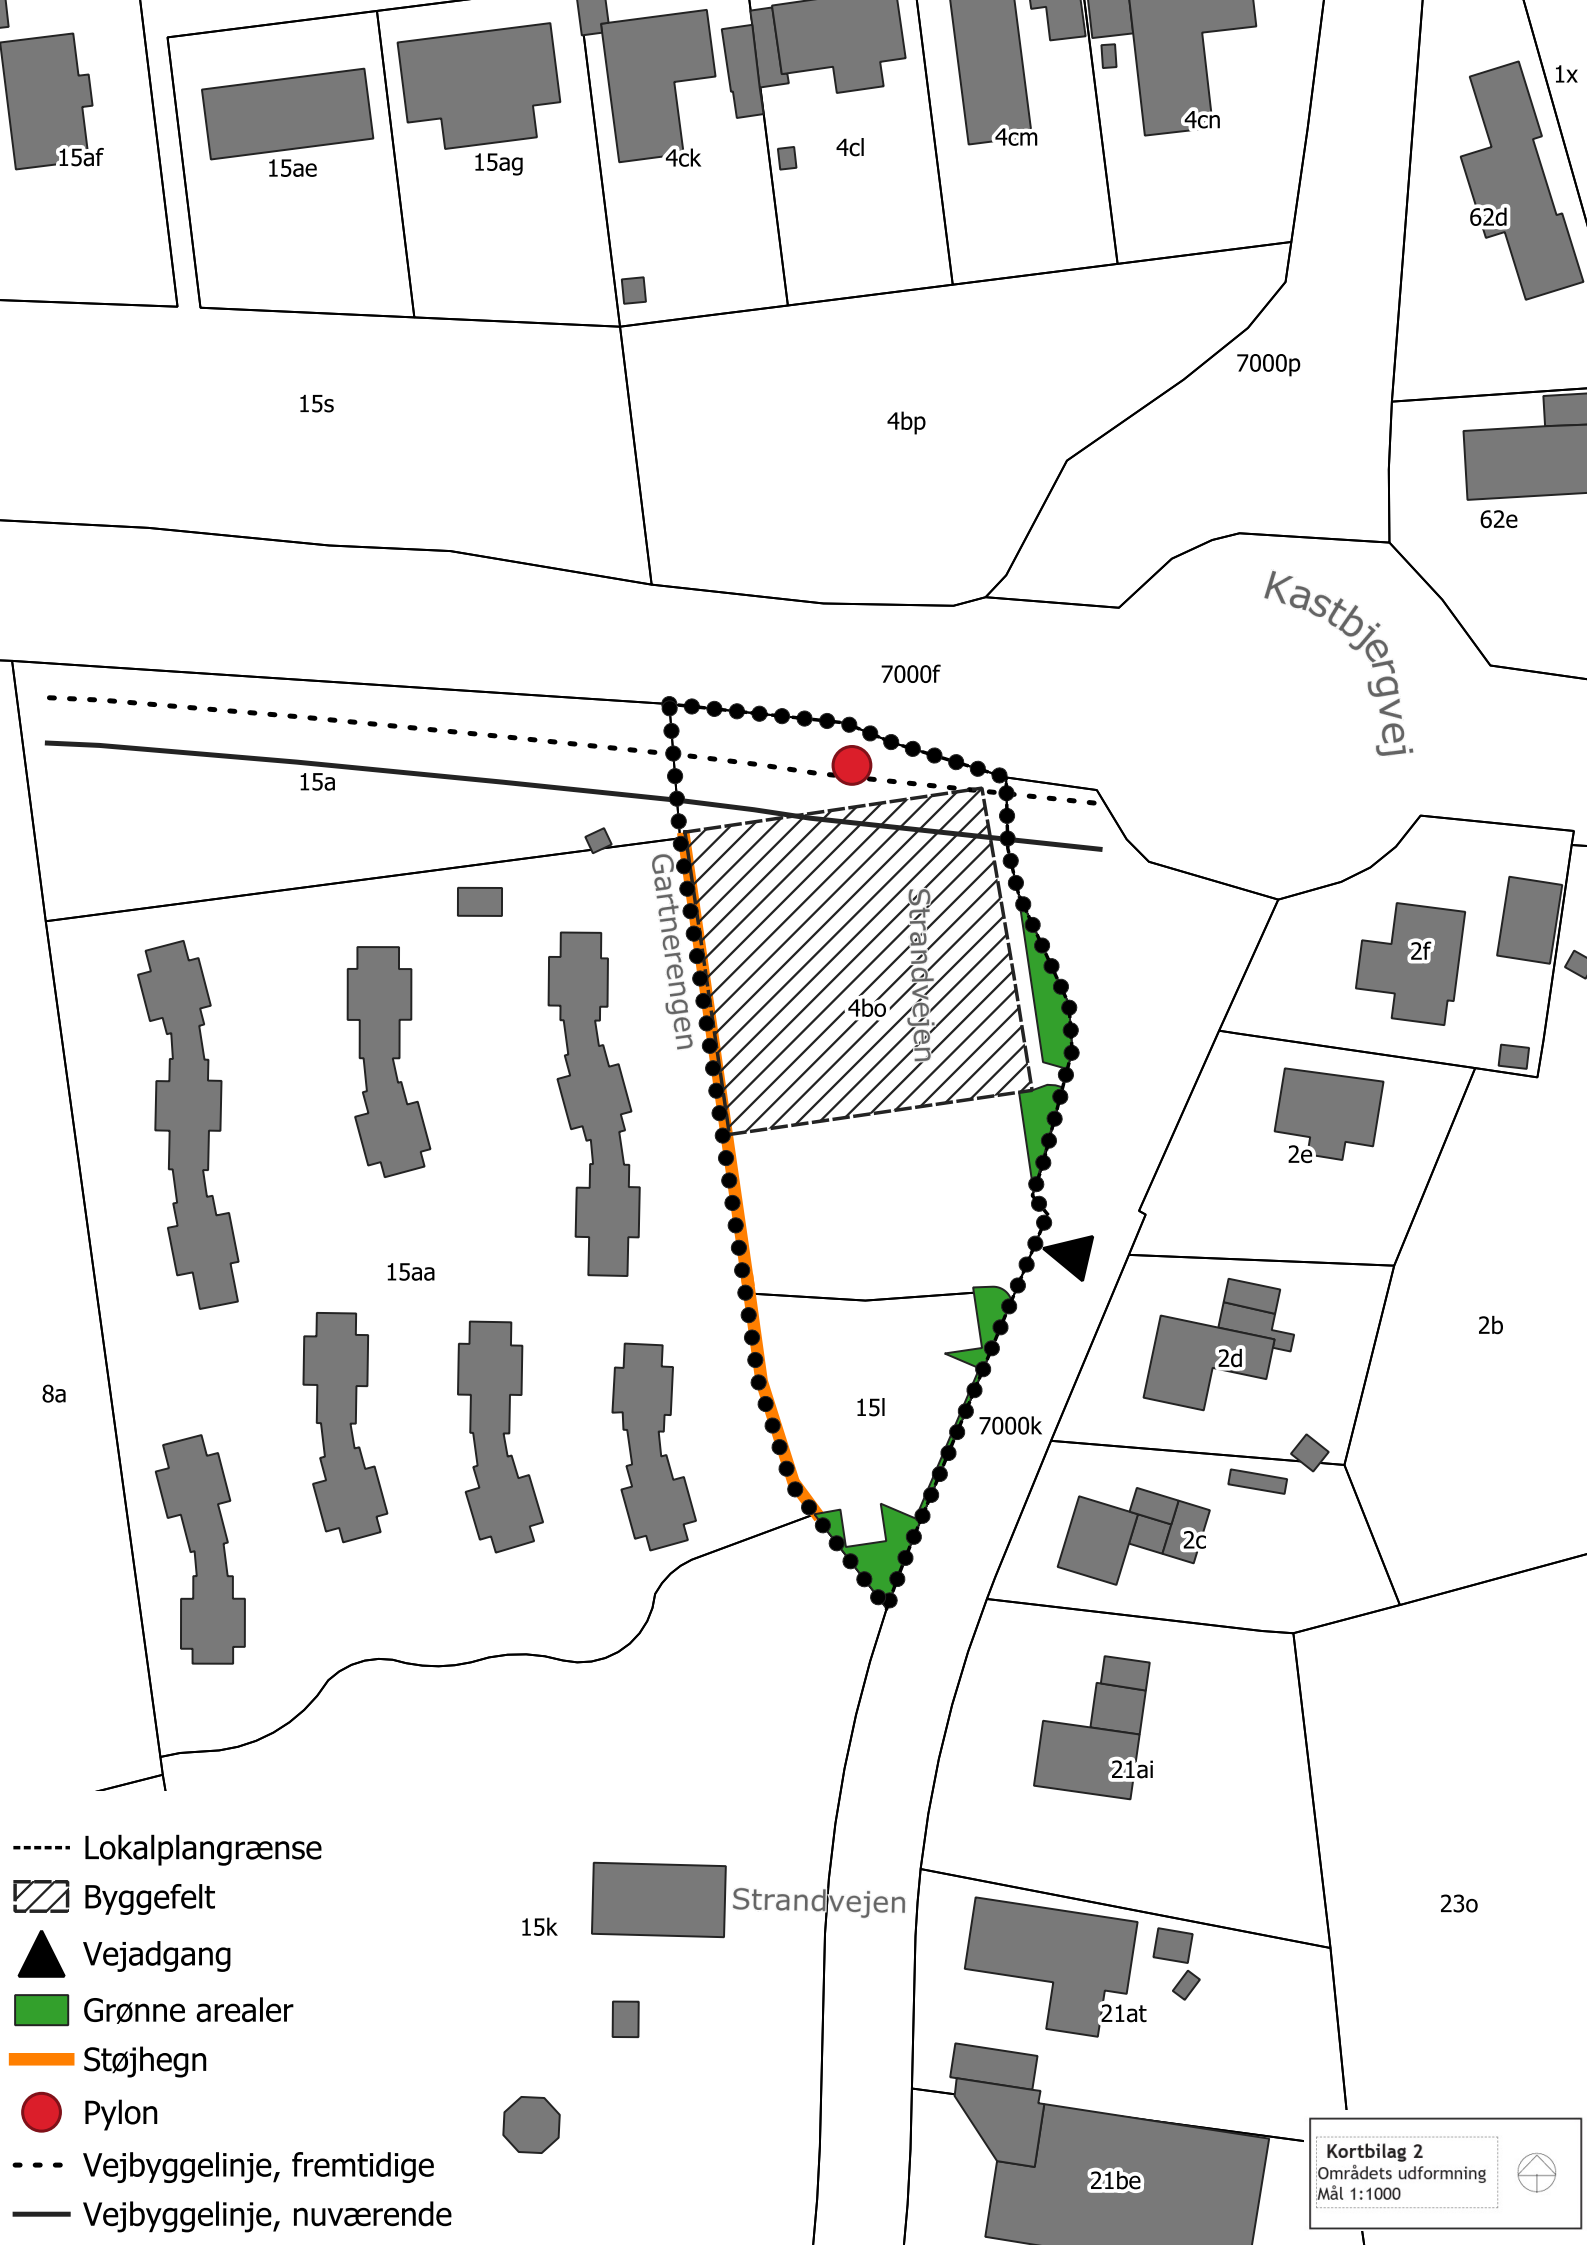 1x
15af
15ae
15ag
4ck
4cl
4cm
4cn
62d
7000p
15s
4bp
62e
Kastbjergvej
7000f
15a
Gartnerengen
Strandvejen
4bo
2f
2e
15aa
2d
2b
8a
15l
7000k
2c
21ai
Lokalplangrænse
Byggefelt
Vejadgang
Grønne arealer
Støjhegn
Pylon
Vejbyggelinje, fremtidige
Vejbyggelinje, nuværende
15k
Strandvejen
23o
21at
21be
Kortbilag 2
Områdets udformning
Mål 1:1000